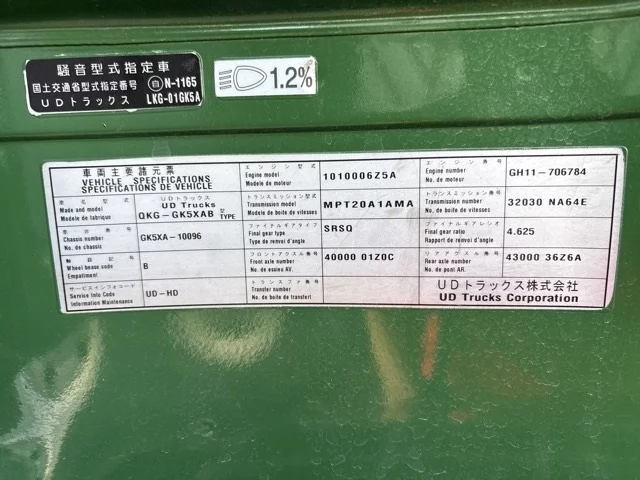 騒音型式指定車
国土交通省型式指定番号 自 N-1165
UDトラックス LKG-01GK5A
1.2%
車両主要諸元票
VEHICLE SPECIFICATIONS
SPECIFICATIONS DE VEHICLE
エンジン型式
Engine model
Modele de moteur
1010006Z5A
エンジン番号
Engine number
No. de moteur
GH11-706784
車名型式
Made and model
Modele de fabrique
UDトラックス
UD Trucks
QKG-GK5XAB
TYPE
トランスミッション型式
Transmission model
Modele de boite de vitesses
MPT20A1AMA
トランスミッション番号
Transmission number
No. de boite de vitesses
32030 NA64E
車台番号
Chassis number
No. de chassis
GK5XA-10096
ファイナルギアタイプ
Final gear type
Type de renvoi d'angle
SRSQ
ファイナルギアレシオ
Final gear ratio
Rapport de renvoi d'angle
4.625
軸距記号
Wheel base code
Empattement
B
フロントアクスル番号
Front axle number
No. de essieu AV.
40000 01Z0C
リアアクスル番号
Rear axle number
No. de pont AR.
43000 36Z6A
サービスインフォコード
Service Info Code
Information Maintenance
UD-HD
トランスファ番号
Transfer number
No. de boite de transfert
UDトラックス株式会社
UD Trucks Corporation